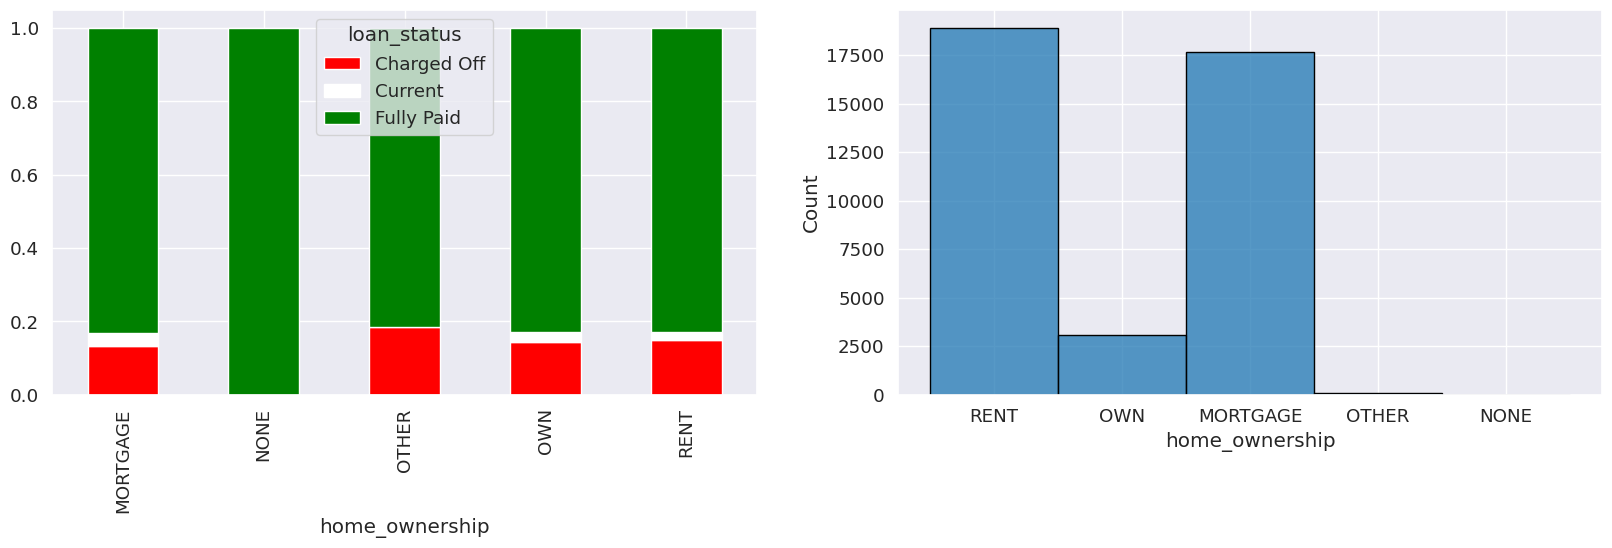 1.0
0.8
0.6
0.4
0.2
0.0
loan_status
Charged Off
Current
Fully Paid
MORTGAGE
NONE
OTHER
OWN
RENT
home_ownership
17500
15000
12500
10000
7500
5000
2500
0
Count
RENT OWN MORTGAGE OTHER NONE
home_ownership